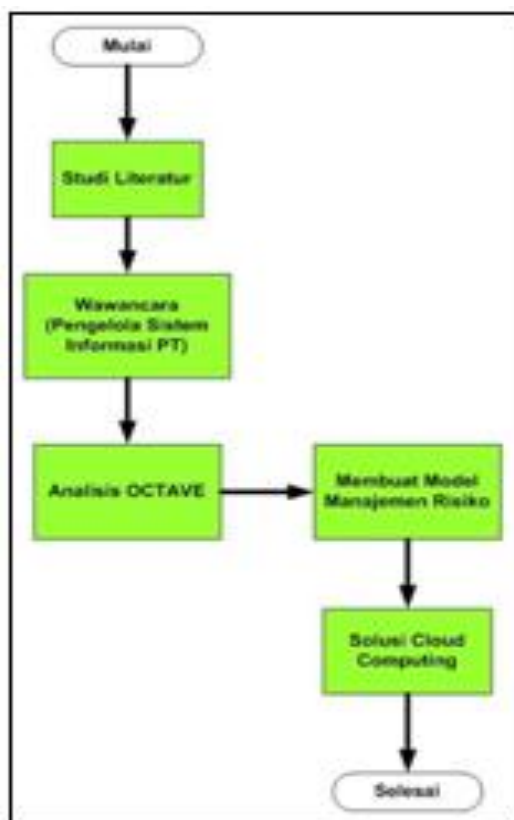 Mulai
Studi Literatur
Wawancara
(Pengelola Sistem
Informasi PT)
Analisis OCTAVE
Membuat Model
Manajemen Risiko
Solusi Cloud
Computing
Selesai